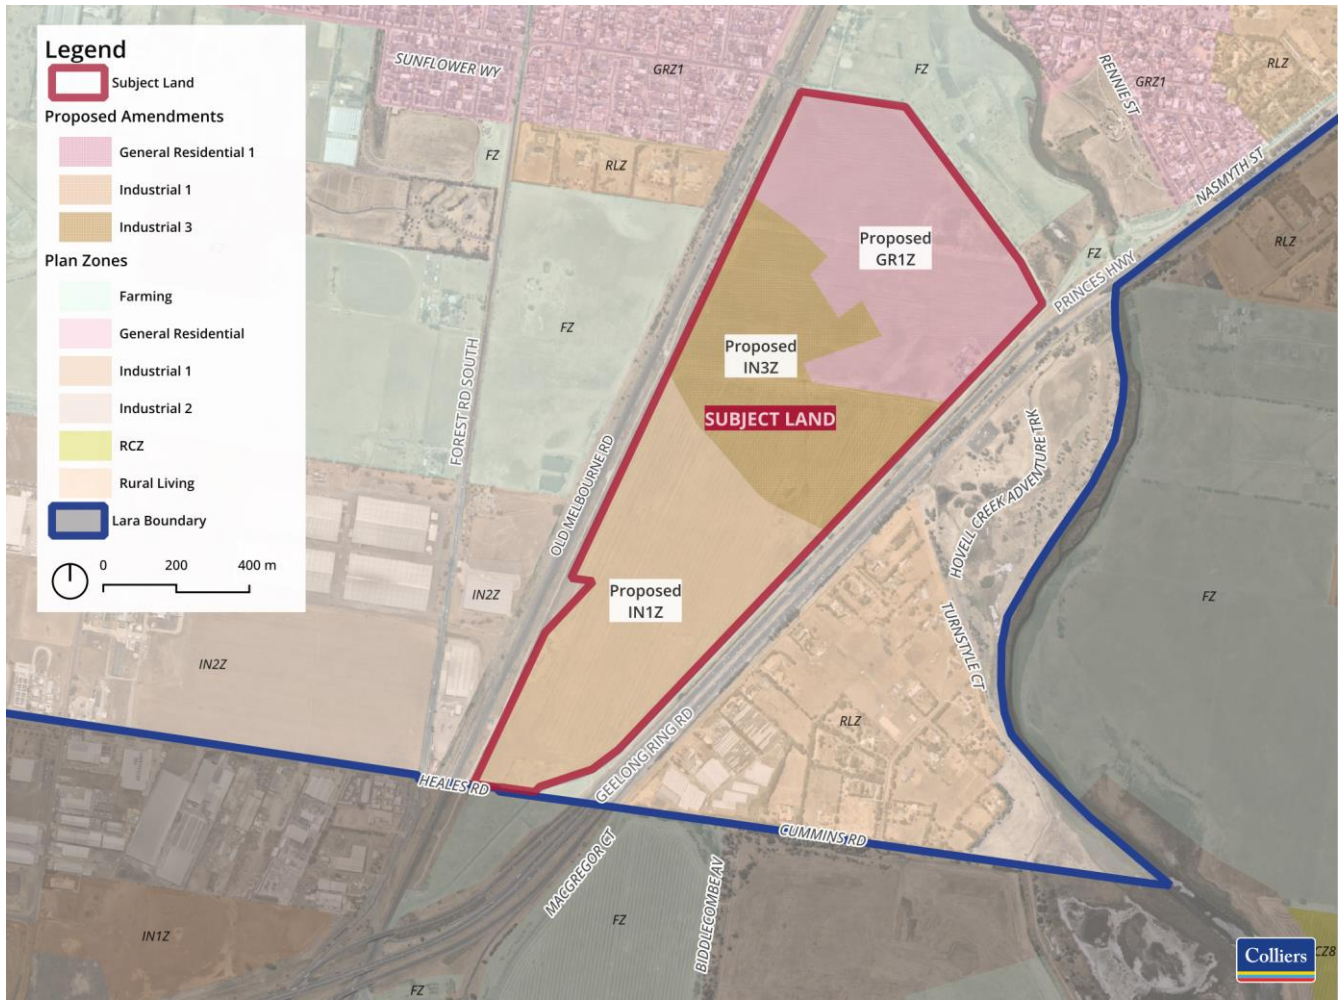 Legend
Subject Land
Proposed Amendments
General Residential 1
Industrial 1
Industrial 3
Plan Zones
Farming
General Residential
Industrial 1
Industrial 2
RCZ
Rural Living
Lara Boundary
0 200 400 m
SUNFLOWER WY
GRZ1
FZ
RENNIE ST
GRZ1
RLZ
FZ
RLZ
NASMYTH ST
Proposed
GR1Z
FZ
RLZ
PRINCES HWY
FZ
Proposed
IN3Z
SUBJECT LAND
FOREST RD SOUTH
OLD MELBOURNE RD
HOVELL CREEK ADVENTURE TRK
IN2Z
Proposed
IN1Z
FZ
TURNSTYLE CT
IN2Z
RLZ
GEELONG RING RD
HEALES RD
CUMMINS RD
MACGREGOR CT
BIDDLECOMBE AV
FZ
IN1Z
FZ
CZ8
Colliers